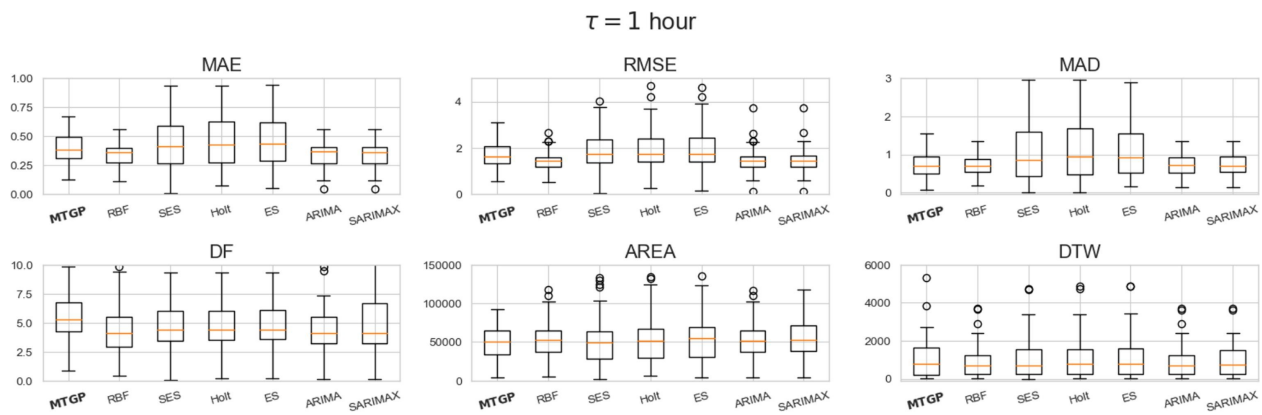 τ = 1 hour
MAE
RMSE
MAD
1.00
0.75
0.50
0.25
0.00
4
2
0
3
2
1
0
MTGP RBF SES Holt ES ARIMA SARIMAX
MTGP RBF SES Holt ES ARIMA SARIMAX
MTGP RBF SES Holt ES ARIMA SARIMAX
DF
AREA
DTW
10.0
7.5
5.0
2.5
0.0
150000
100000
50000
0
6000
4000
2000
0
MTGP RBF SES Holt ES ARIMA SARIMAX
MTGP RBF SES Holt ES ARIMA SARIMAX
MTGP RBF SES Holt ES ARIMA SARIMAX